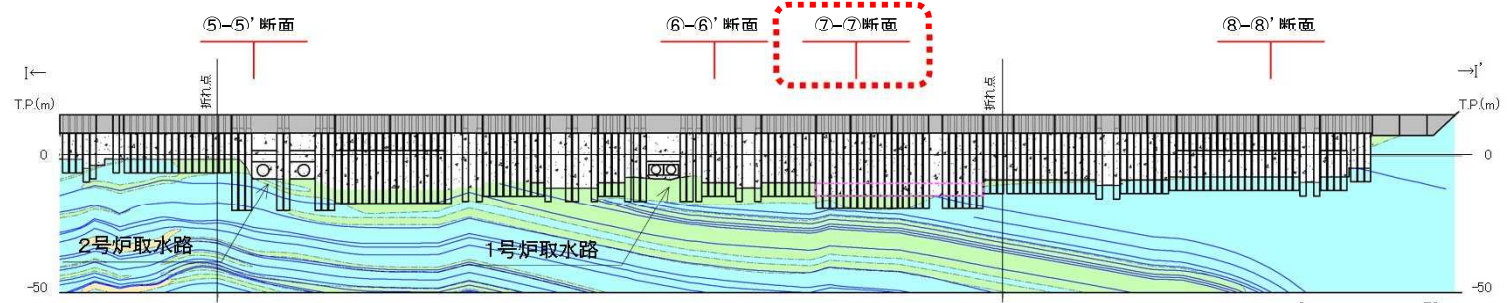 ⑤-⑤’断面
⑥-⑥’断面
⑦-⑦断面
⑧-⑧’断面
I←
→I’
T.P.(m)
折れ点
折れ点
T.P.(m)
0
0
2号炉取水路
1号炉取水路
-50
-50